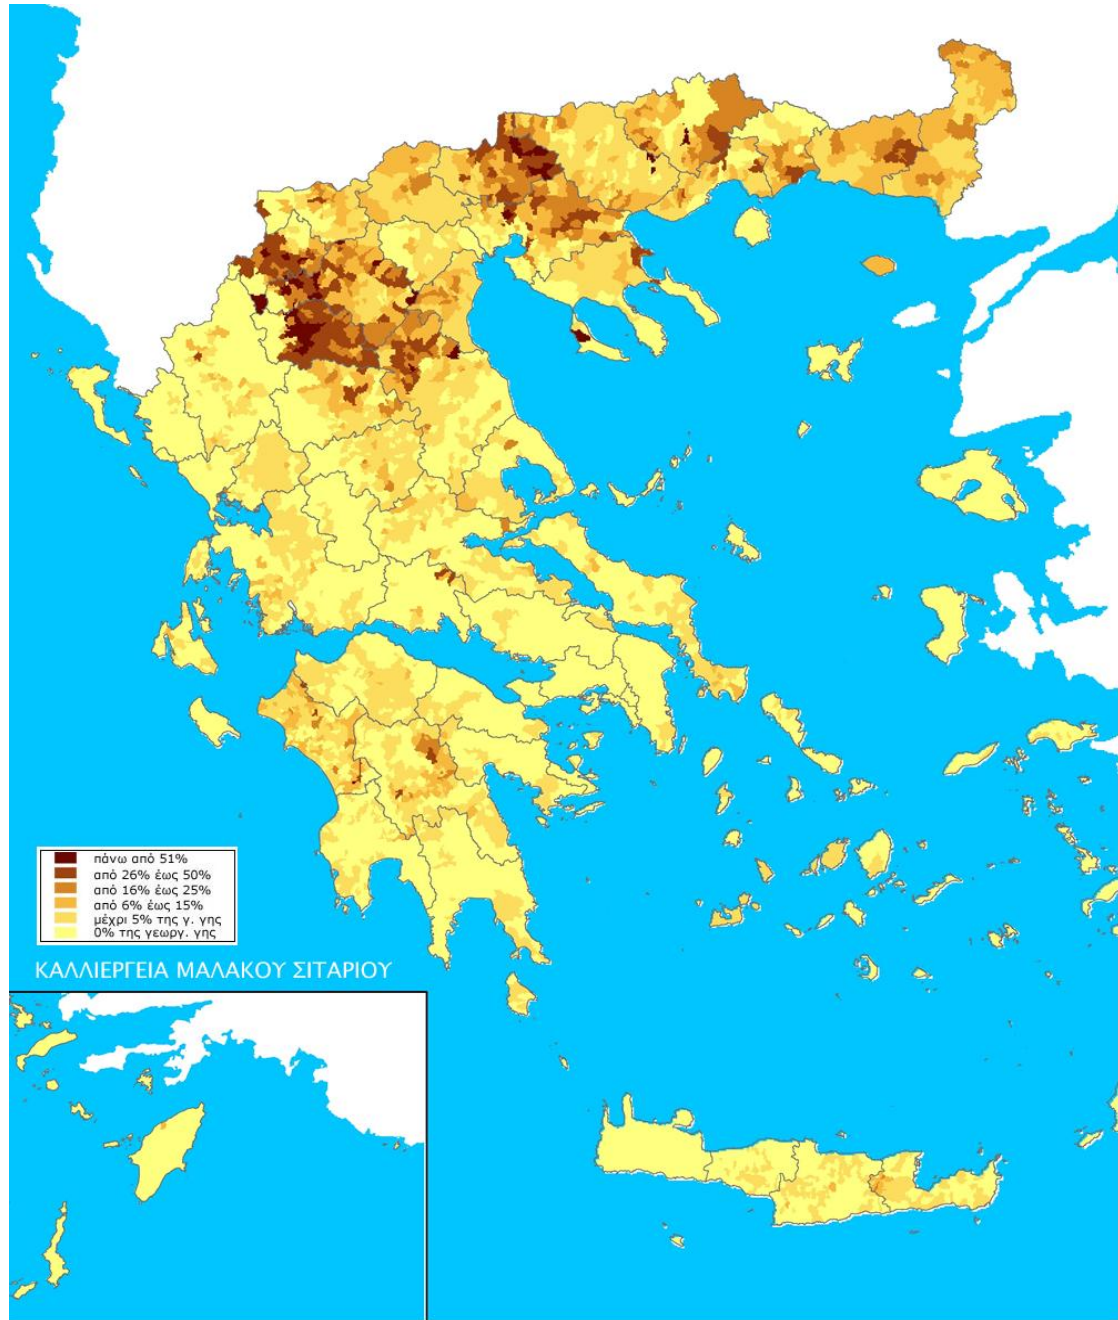 πάνω από 51%
από 26% έως 50%
από 16% έως 25%
από 6% έως 15%
μέχρι 5% της γ. γης
0% της γεωργ. γης
ΚΑΛΛΙΕΡΓΕΙΑ ΜΑΛΑΚΟΥ ΣΙΤΑΡΙΟΥ